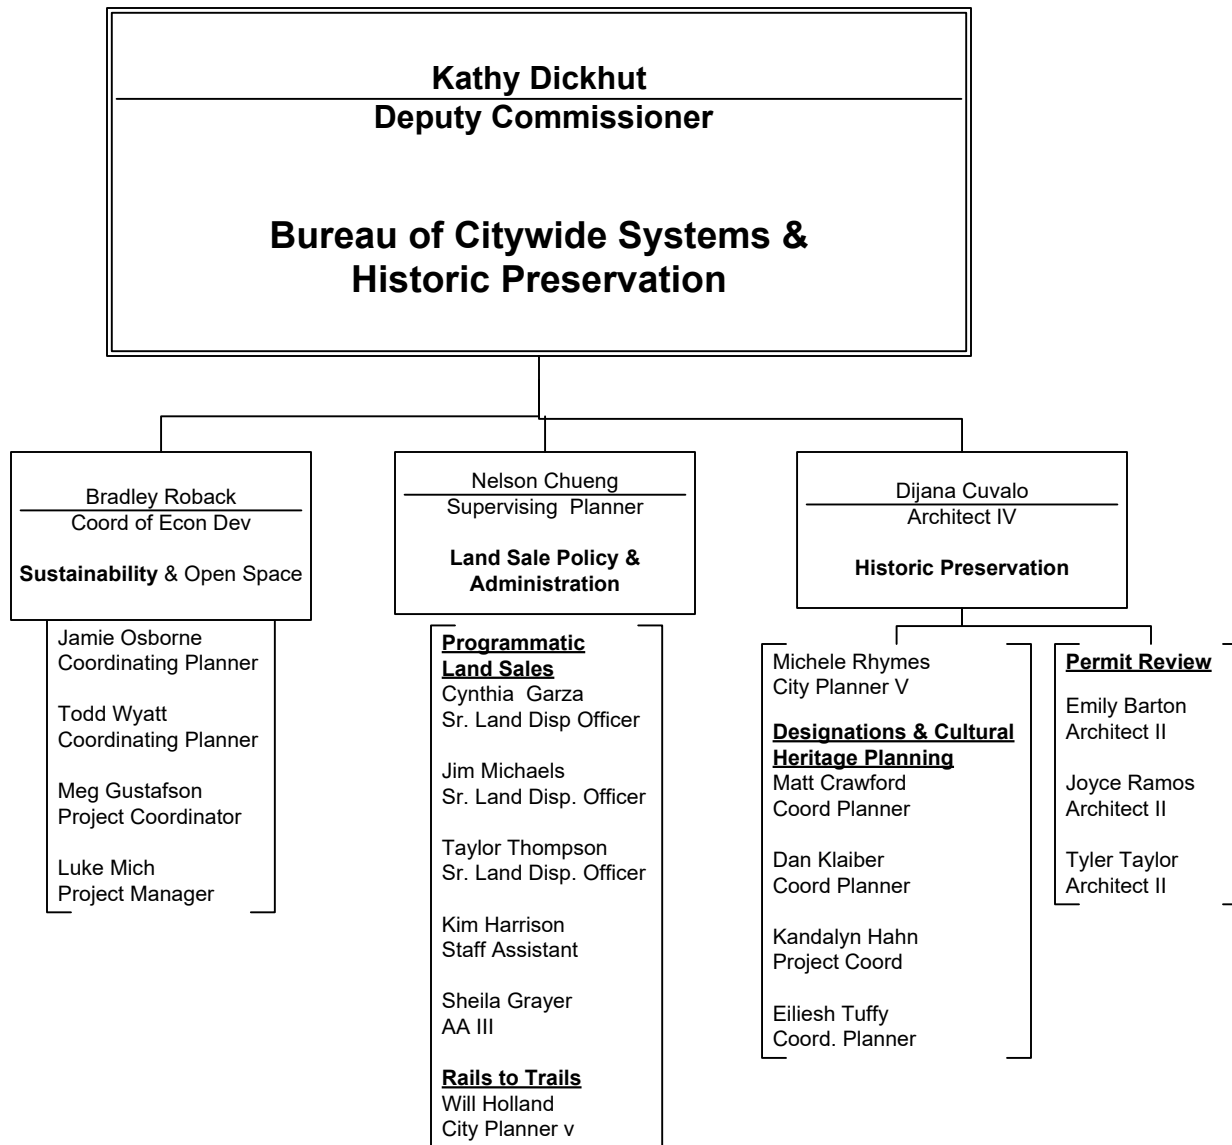 Kathy Dickhut
Deputy Commissioner
Bureau of Citywide Systems &
Historic Preservation
Bradley Roback
Coord of Econ Dev
Sustainability & Open Space
Jamie Osborne
Coordinating Planner
Todd Wyatt
Coordinating Planner
Meg Gustafson
Project Coordinator
Luke Mich
Project Manager
Nelson Chueng
Supervising Planner
Land Sale Policy &
Administration
Programmatic
Land Sales
Cynthia Garza
Sr. Land Disp Officer
Jim Michaels
Sr. Land Disp. Officer
Taylor Thompson
Sr. Land Disp. Officer
Kim Harrison
Staff Assistant
Sheila Grayer
AA III
Rails to Trails
Will Holland
City Planner v
Dijana Cuvalo
Architect IV
Historic Preservation
Michele Rhymes
City Planner V
Designations & Cultural
Heritage Planning
Matt Crawford
Coord Planner
Dan Klaiber
Coord Planner
Kandalyn Hahn
Project Coord
Eiliesh Tuffy
Coord. Planner
Permit Review
Emily Barton
Architect II
Joyce Ramos
Architect II
Tyler Taylor
Architect II